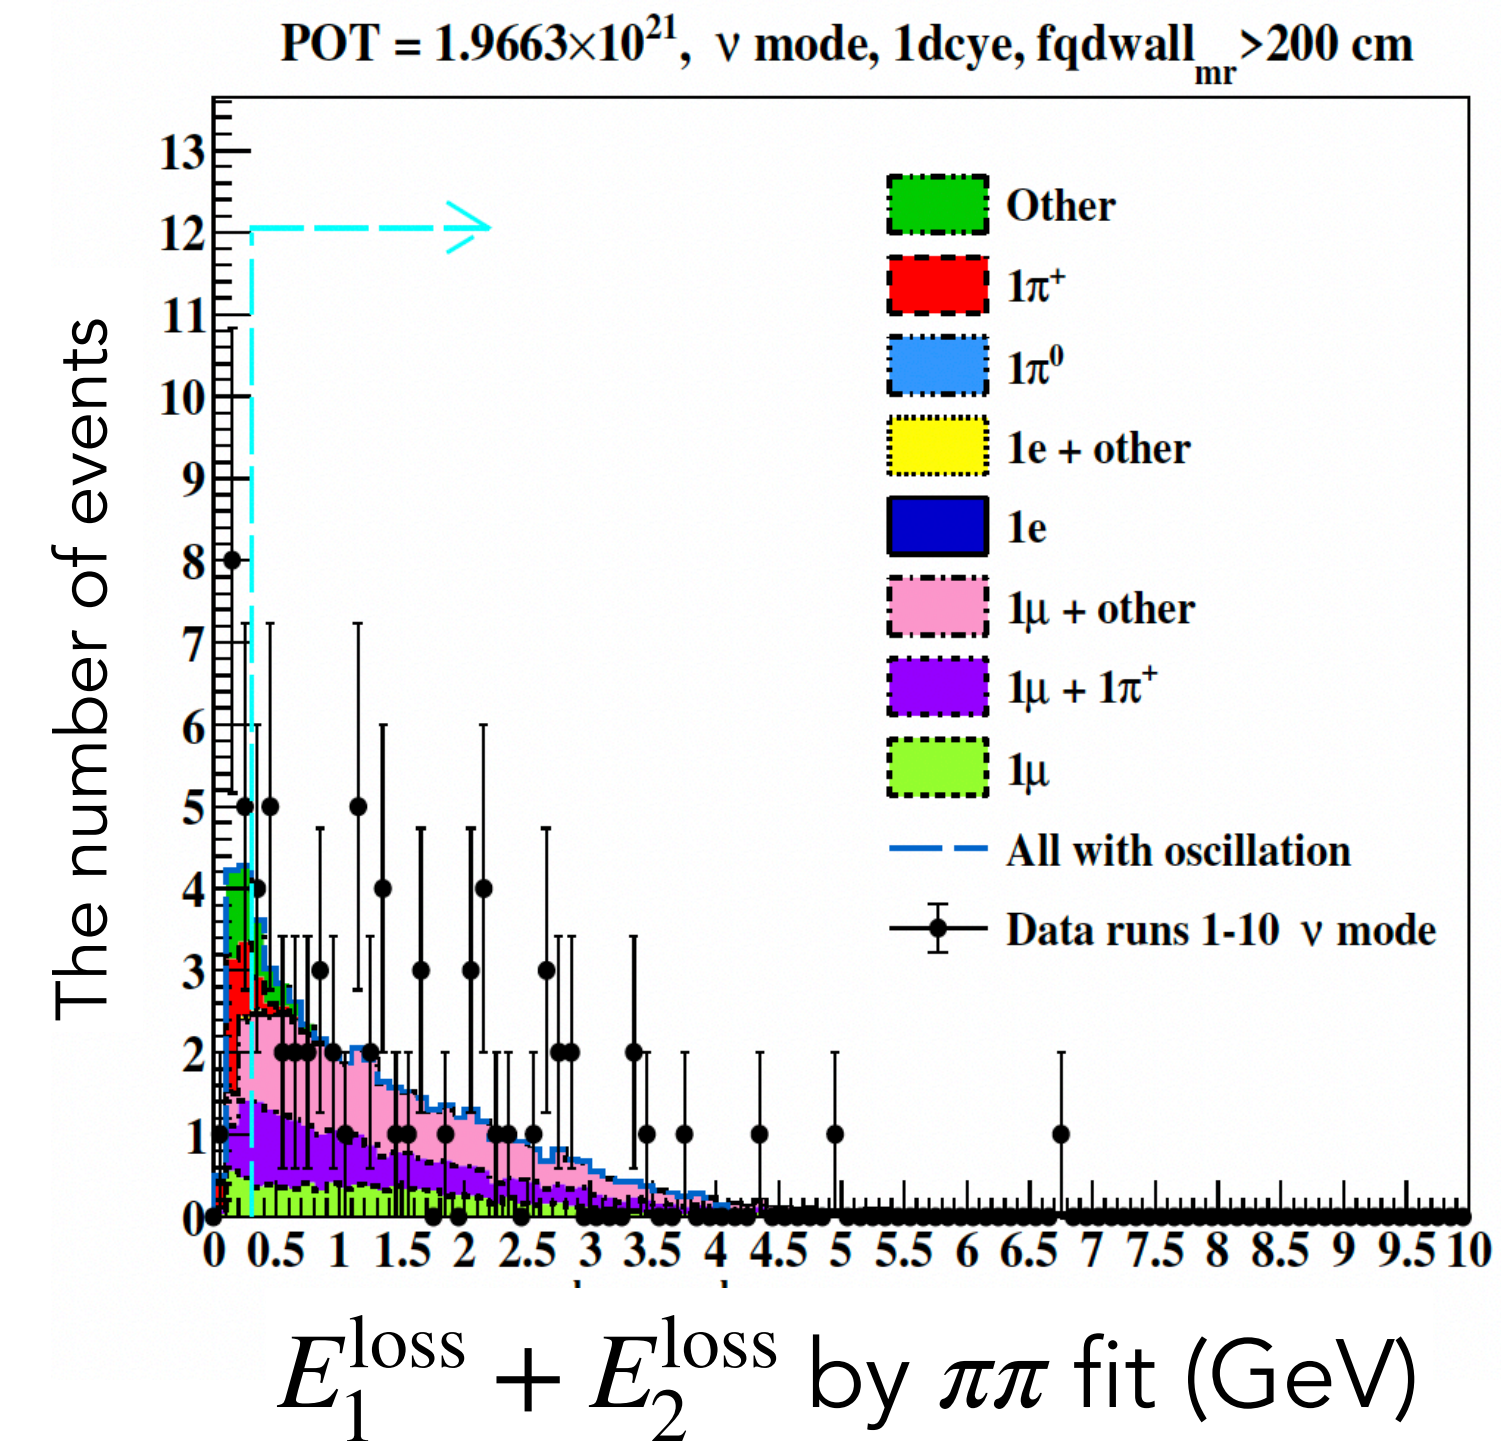 POT = 1.9663×10²¹, ν mode, 1dcye, fqdwall_mr>200 cm
The number of events
13
12
11
10
9
8
7
6
5
4
3
2
1
0
Other
1π⁺
1π⁰
1e + other
1e
1μ + other
1μ + 1π⁺
1μ
All with oscillation
Data runs 1-10 ν mode
0 0.5 1 1.5 2 2.5 3 3.5 4 4.5 5 5.5 6 6.5 7 7.5 8 8.5 9 9.5 10
E₁^loss + E₂^loss by ππ fit (GeV)